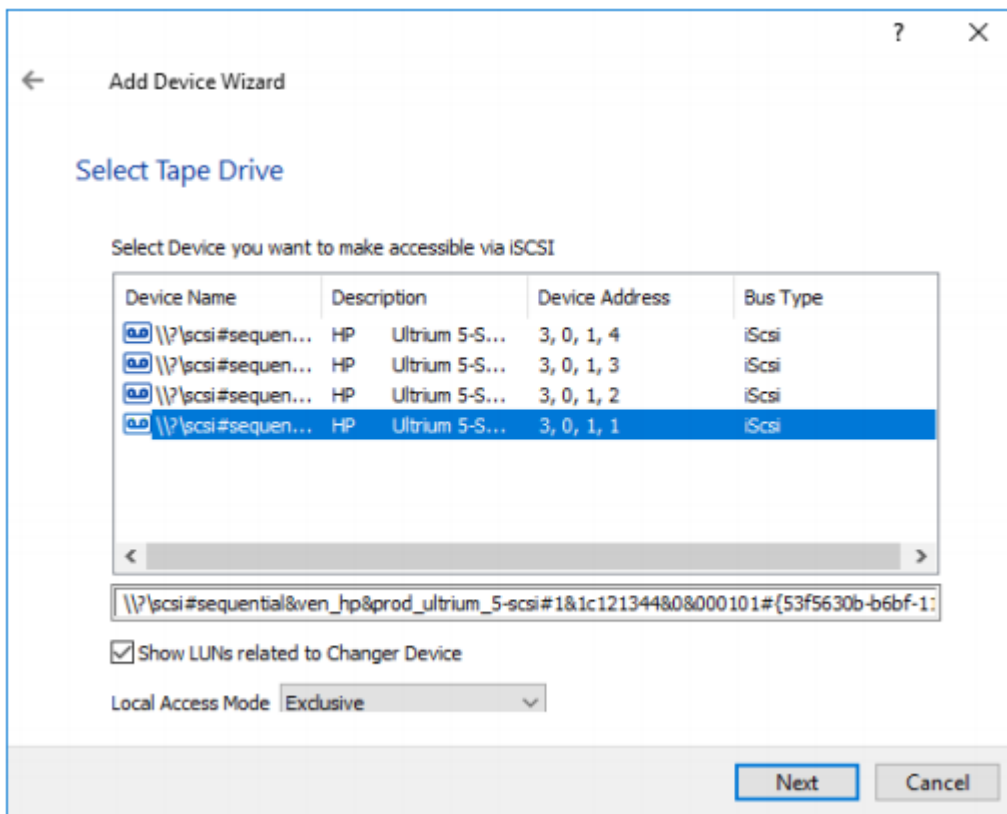 ?
Add Device Wizard
Select Tape Drive
Select Device you want to make accessible via iSCSI
Device Name Description Device Address Bus Type
\\?\scsi#sequen... HP Ultrium 5-S... 3, 0, 1, 4 iScsi
\\?\scsi#sequen... HP Ultrium 5-S... 3, 0, 1, 3 iScsi
\\?\scsi#sequen... HP Ultrium 5-S... 3, 0, 1, 2 iScsi
\\?\scsi#sequen... HP Ultrium 5-S... 3, 0, 1, 1 iScsi
\\?\scsi#sequential&ven_hp&prod_ultrium_5-scsi#1&1c121344&0&000101#{53f5630b-b6bf-11
Show LUNs related to Changer Device
Local Access Mode Exclusive
Next Cancel